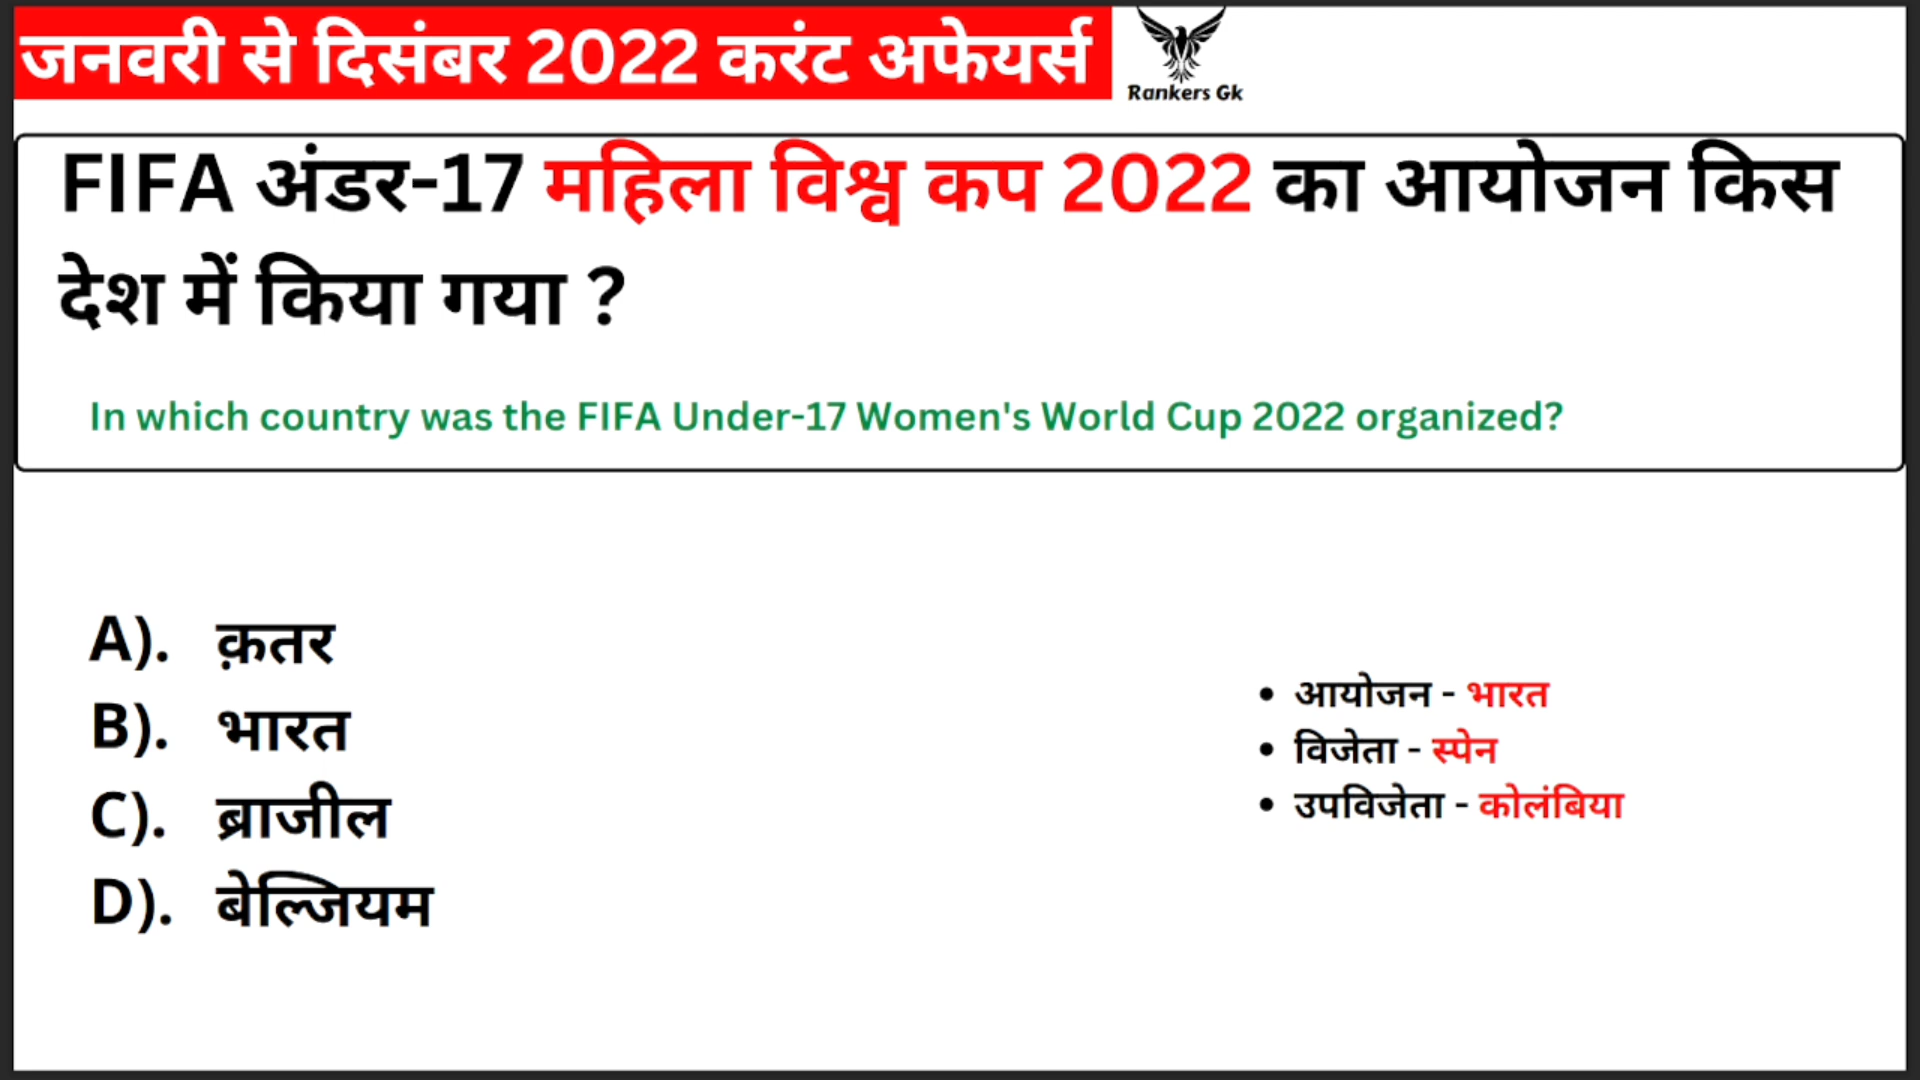 जनवरी से दिसंबर 2022 करंट अफेयर्स
Rankers Gk
FIFA अंडर-17 महिला विश्व कप 2022 का आयोजन किस
देश में किया गया ?
In which country was the FIFA Under-17 Women's World Cup 2022 organized?
A). क़तर
B). भारत
C). ब्राजील
D). बेल्जियम
• आयोजन - भारत
• विजेता - स्पेन
• उपविजेता - कोलंबिया